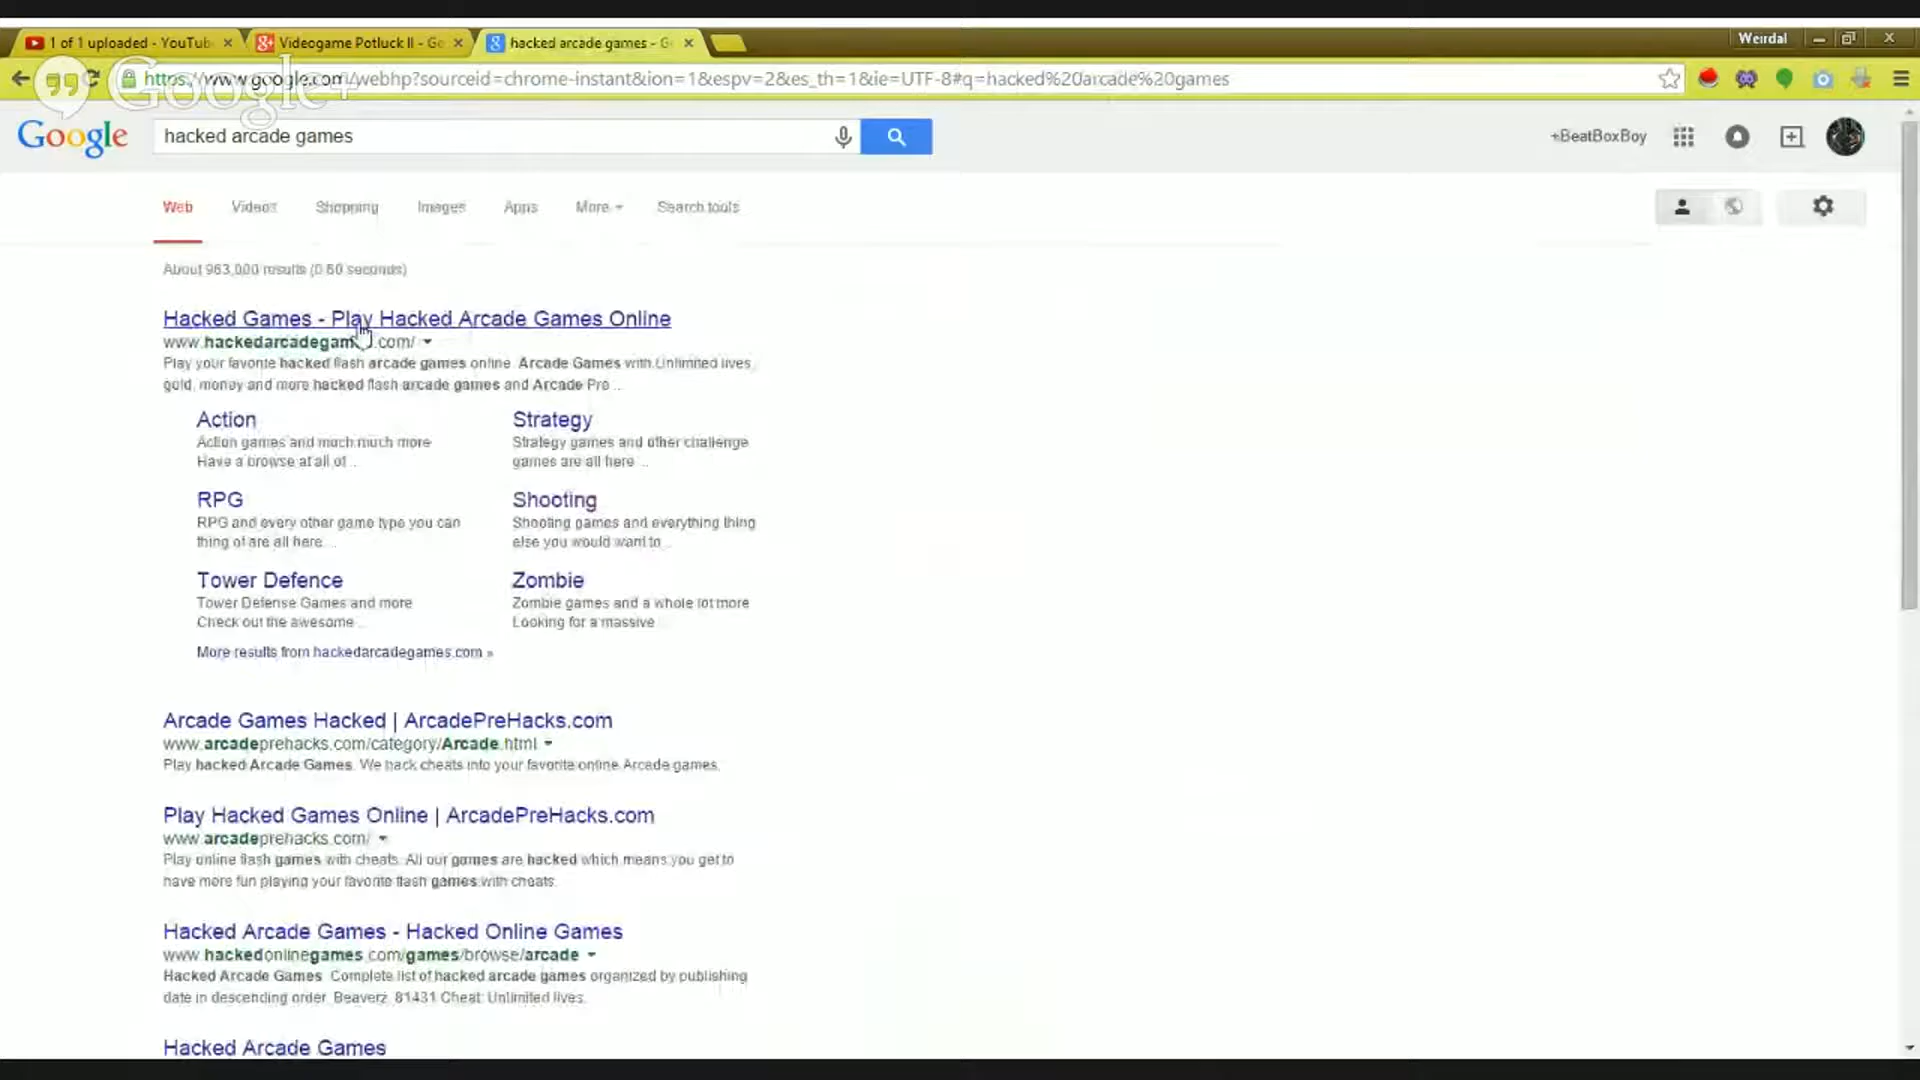 1 of 1 uploaded - YouTub
Videogame Potluck II - Go
hacked arcade games - G
Weirdal
https://www.google.com/webhp?sourceid=chrome-instant&ion=1&espv=2&es_th=1&ie=UTF-8#q=hacked%20arcade%20games
Google+
Google
hacked arcade games
+BeatBoxBoy
Web
Videos
Shopping
Images
Apps
More
Search tools
About 963,000 results (0.60 seconds)
Hacked Games - Play Hacked Arcade Games Online
www.hackedarcadegam .com/
Play your favorite hacked flash arcade games online. Arcade Games with Unlimited lives,
gold, money and more hacked flash arcade games and Arcade Pre ...
Action
Action games and much much more
Have a browse at all of ...
Strategy
Strategy games and other challenge
games are all here ...
RPG
RPG and every other game type you can
thing of are all here ...
Shooting
Shooting games and everything thing
else you would want to ...
Tower Defence
Tower Defense Games and more
Check out the awesome ...
Zombie
Zombie games and a whole lot more
Looking for a massive ...
More results from hackedarcadegames.com »
Arcade Games Hacked | ArcadePreHacks.com
www.arcadeprehacks.com/category/Arcade.html
Play hacked Arcade Games. We hack cheats into your favorite online Arcade games.
Play Hacked Games Online | ArcadePreHacks.com
www.arcadeprehacks.com/
Play online flash games with cheats. All our games are hacked which means you get to
have more fun playing your favorite flash games with cheats.
Hacked Arcade Games - Hacked Online Games
www.hackedonlinegames.com/games/browse/arcade
Hacked Arcade Games. Complete list of hacked arcade games organized by publishing
date in descending order. Beaverz. 81431 Cheat: Unlimited lives.
Hacked Arcade Games